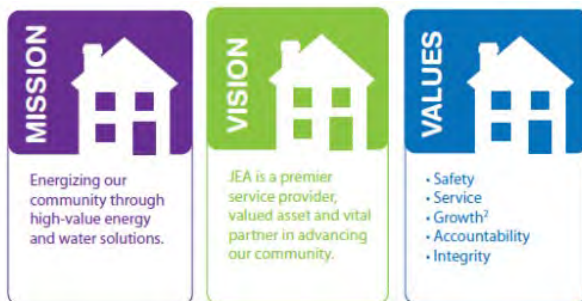 MISSION
Energizing our
community through
high-value energy
and water solutions.
VISION
JEA is a premier
service provider,
valued asset and vital
partner in advancing
our community.
VALUES
• Safety
• Service
• Growth²
• Accountability
• Integrity